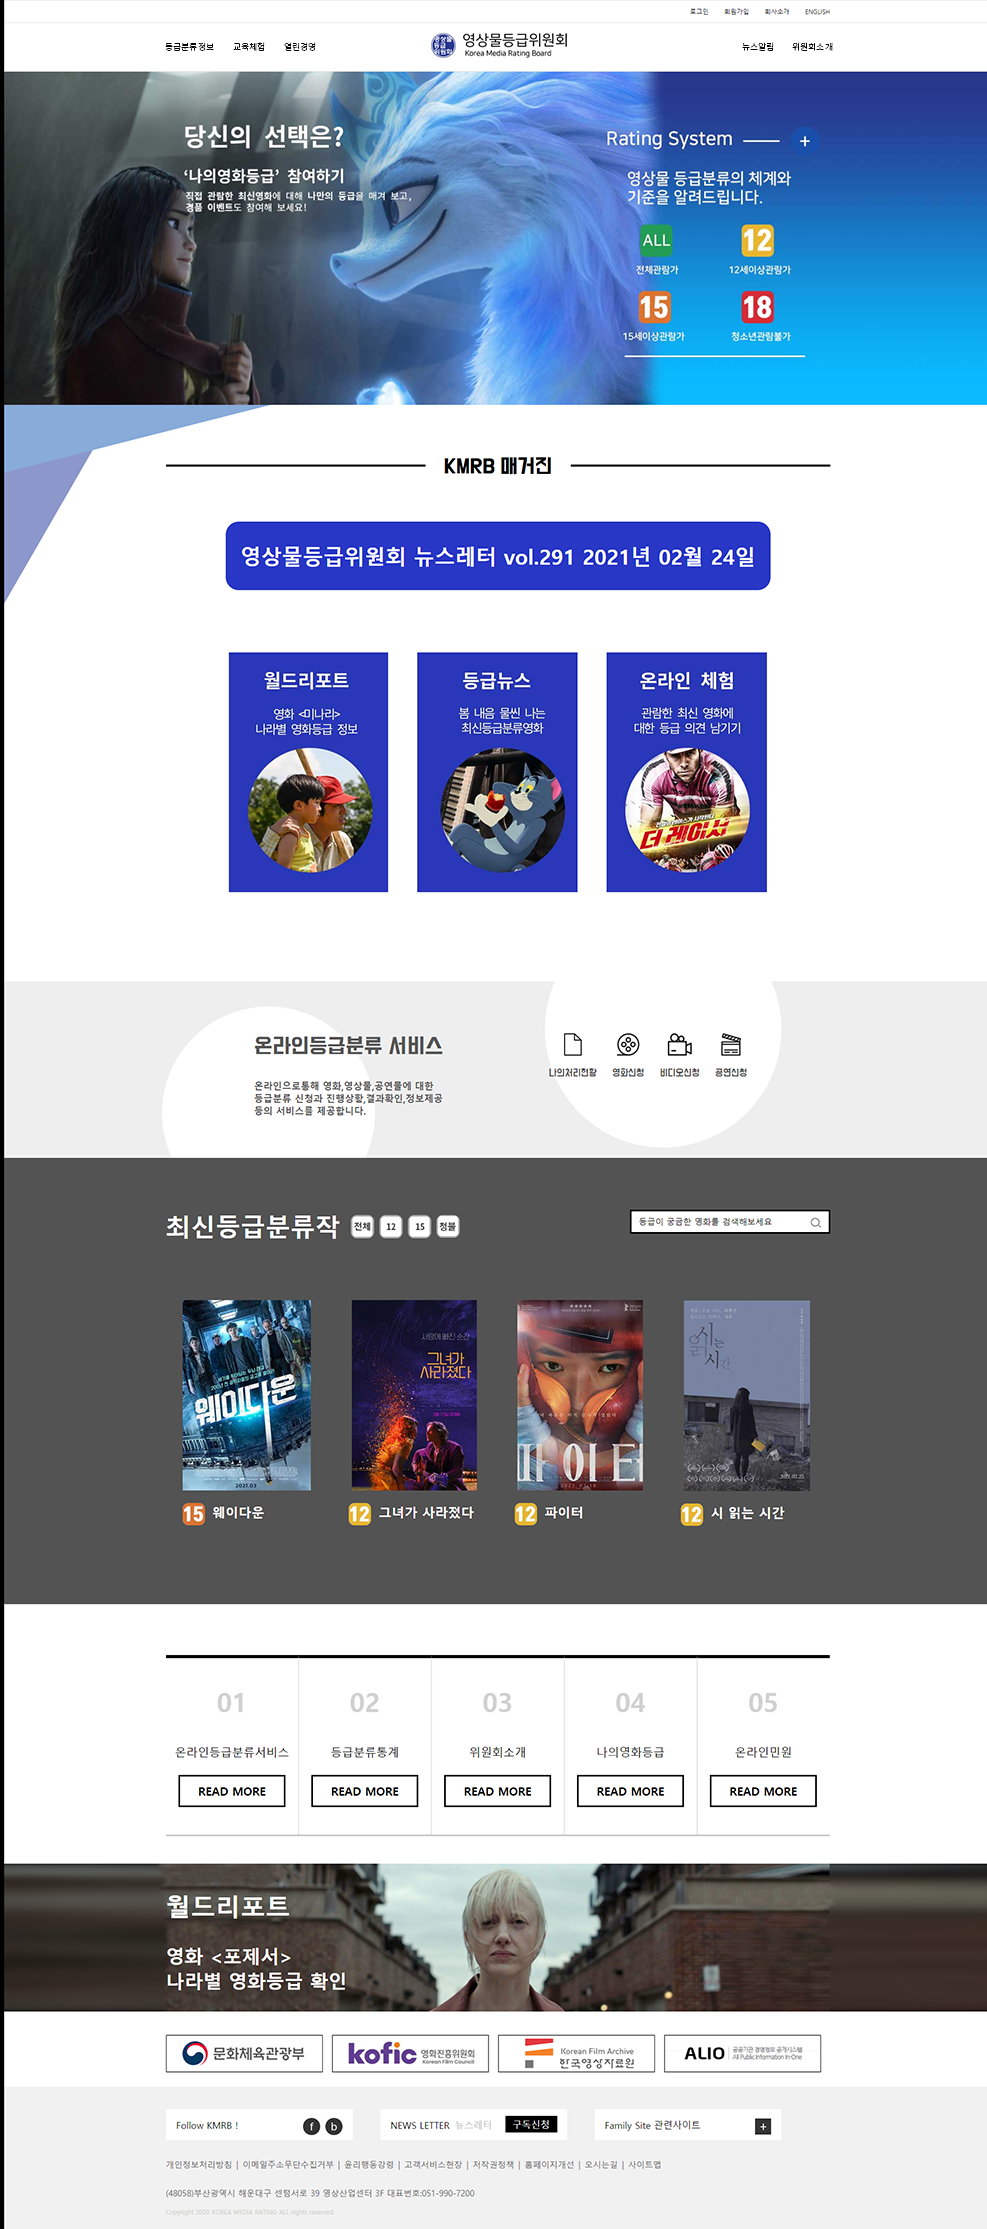 로그인 회원가입 회사소개 ENGLISH
등급분류정보 교육체험 열린경영
영상물
등급
위원회
영상물등급위원회
Korea Media Rating Board
뉴스알림 위원회소개
당신의 선택은?
‘나의영화등급’ 참여하기
직접 관람한 최신영화에 대해 나만의 등급을 매겨 보고,
경품 이벤트도 참여해 보세요!
Rating System
+
영상물 등급분류의 체계와
기준을 알려드립니다.
ALL 12
전체관람가 12세이상관람가
15 18
15세이상관람가 청소년관람불가
KMRB 매거진
영상물등급위원회 뉴스레터 vol.291 2021년 02월 24일
월드리포트
영화 <미나리>
나라별 영화등급 정보
등급뉴스
봄 내음 물씬 나는
최신등급분류영화
온라인 체험
관람한 최신 영화에
대한 등급 의견 남기기
더 레이서
온라인등급분류 서비스
온라인으로통해 영화,영상물,공연물에 대한
등급분류 신청과 진행상황,결과확인,정보제공
등의 서비스를 제공합니다.
나의처리현황 영화신청 비디오신청 공연신청
최신등급분류작 전체 12 15 청불
등급이 궁금한 영화를 검색해보세요
웨이다운
2021.03
사랑에 빠진 순간
그녀가
사라졌다
파이터
시 읽는 시간
2021.03.25
15 웨이다운
12 그녀가 사라졌다
12 파이터
12 시 읽는 시간
01 02 03 04 05
온라인등급분류서비스 등급분류통계 위원회소개 나의영화등급 온라인민원
READ MORE READ MORE READ MORE READ MORE READ MORE
월드리포트
영화 <포제서>
나라별 영화등급 확인
문화체육관광부
kofic 영화진흥위원회
Korean Film Council
Korean Film Archive
한국영상자료원
ALIO 공공기관 경영정보 공개시스템
All Public Information In-One
Follow KMRB ! f b
NEWS LETTER 뉴스레터 구독신청
Family Site 관련사이트 +
개인정보처리방침 | 이메일주소무단수집거부 | 윤리행동강령 | 고객서비스현장 | 저작권정책 | 홈페이지개선 | 오시는길 | 사이트맵
(48058)부산광역시 해운대구 센텀서로 39 영상산업센터 3F 대표번호:051-990-7200
Copyright 2020 KOREA MEDIA RATING ALL rights reserved.